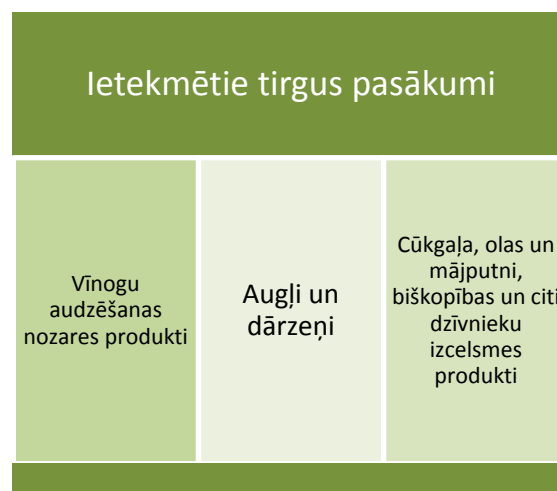 Ietekmētie tirgus pasākumi
Vīnogu
audzēšanas
nozares produkti
Augļi un
dārzeņi
Cūkgaļa, olas un
mājputni,
biškopības un citi
dzīvnieku
izcelsmes
produkti